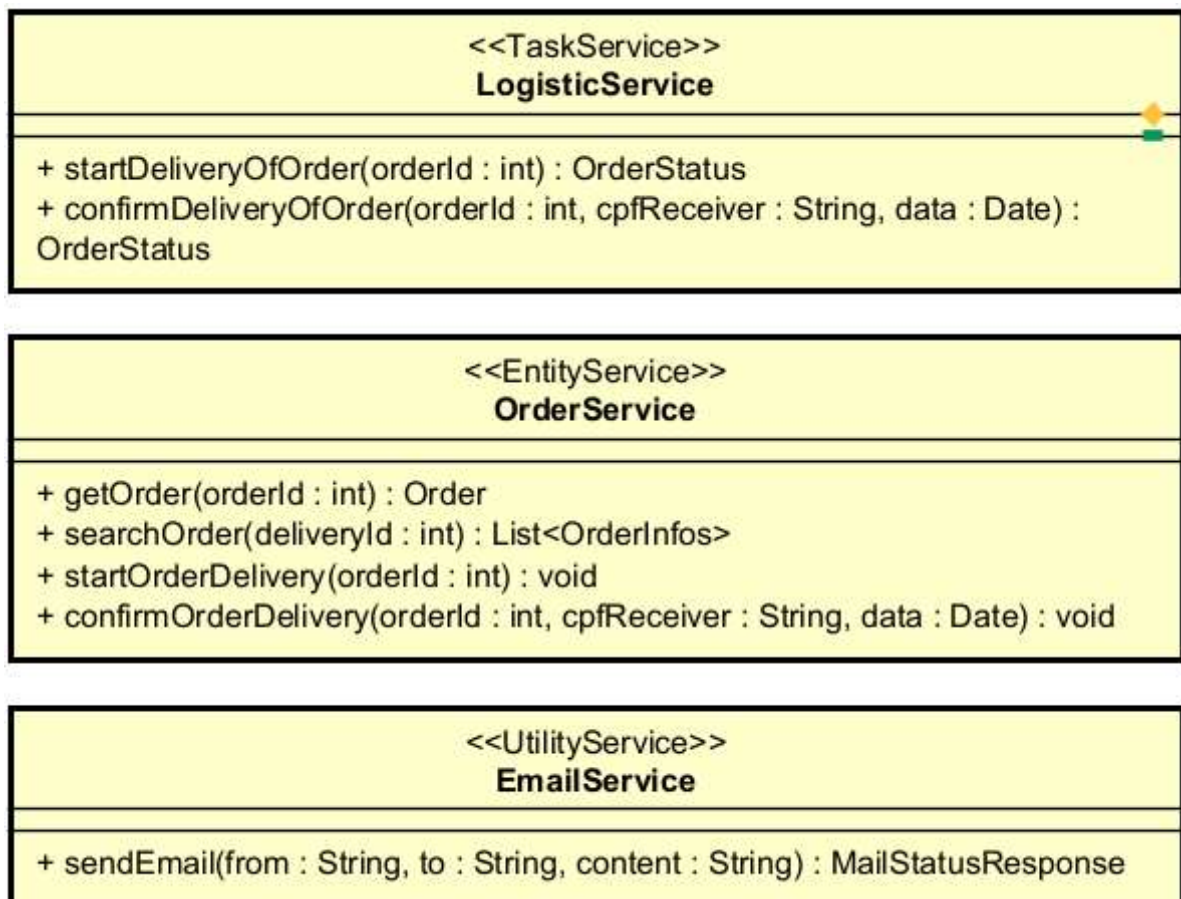 <<TaskService>>
LogisticService
+ startDeliveryOfOrder(orderId : int) : OrderStatus
+ confirmDeliveryOfOrder(orderId : int, cpfReceiver : String, data : Date) :
OrderStatus
<<EntityService>>
OrderService
+ getOrder(orderId : int) : Order
+ searchOrder(deliveryId : int) : List<OrderInfos>
+ startOrderDelivery(orderId : int) : void
+ confirmOrderDelivery(orderId : int, cpfReceiver : String, data : Date) : void
<<UtilityService>>
EmailService
+ sendEmail(from : String, to : String, content : String) : MailStatusResponse